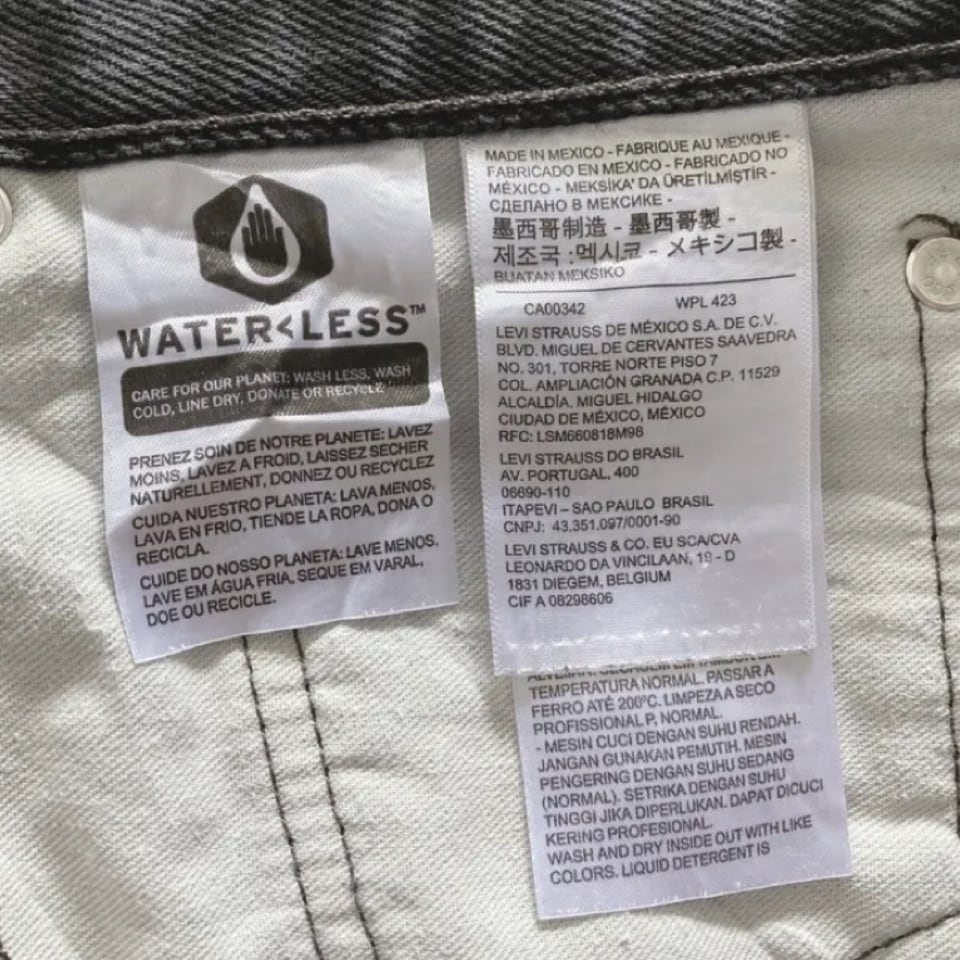 WATER<LESS™
CARE FOR OUR PLANET: WASH LESS, WASH
COLD, LINE DRY, DONATE OR RECYCLE
PRENEZ SOIN DE NOTRE PLANETE: LAVEZ
MOINS, LAVEZ A FROID, LAISSEZ SECHER
NATURELLEMENT, DONNEZ OU RECYCLEZ
CUIDA NUESTRO PLANETA: LAVA MENOS,
LAVA EN FRIO, TIENDE LA ROPA, DONA O
RECICLA.
CUIDE DO NOSSO PLANETA: LAVE MENOS,
LAVE EM ÁGUA FRIA, SEQUE EM VARAL,
DOE OU RECICLE.
MADE IN MEXICO - FABRIQUE AU MEXIQUE -
FABRICADO EN MEXICO - FABRICADO NO
MÉXICO - MEKSİKA' DA ÜRETİLMİŞTİR -
СДЕЛАНО В МЕКСИКЕ -
墨西哥制造 - 墨西哥製 -
제조국 : 멕시코 - メキシコ製 -
BUATAN MEKSIKO
CA00342 WPL 423
LEVI STRAUSS DE MÉXICO S.A. DE C.V.
BLVD. MIGUEL DE CERVANTES SAAVEDRA
NO. 301, TORRE NORTE PISO 7
COL. AMPLIACIÓN GRANADA C.P. 11529
ALCALDÍA. MIGUEL HIDALGO
CIUDAD DE MÉXICO, MÉXICO
RFC: LSM660818M98
LEVI STRAUSS DO BRASIL
AV. PORTUGAL, 400
06690-110
ITAPEVI – SAO PAULO BRASIL
CNPJ: 43.351.097/0001-90
LEVI STRAUSS & CO. EU SCA/CVA
LEONARDO DA VINCILAAN, 19 - D
1831 DIEGEM, BELGIUM
CIF A 08298606
TEMPERATURA NORMAL. PASSAR A
FERRO ATÉ 200ºC. LIMPEZA A SECO
PROFISSIONAL P, NORMAL.
- MESIN CUCI DENGAN SUHU RENDAH.
JANGAN GUNAKAN PEMUTIH. MESIN
PENGERING DENGAN SUHU SEDANG
(NORMAL). SETRIKA DENGAN SUHU
TINGGI JIKA DIPERLUKAN. DAPAT DICUCI
KERING PROFESIONAL.
WASH AND DRY INSIDE OUT WITH LIKE
COLORS. LIQUID DETERGENT IS